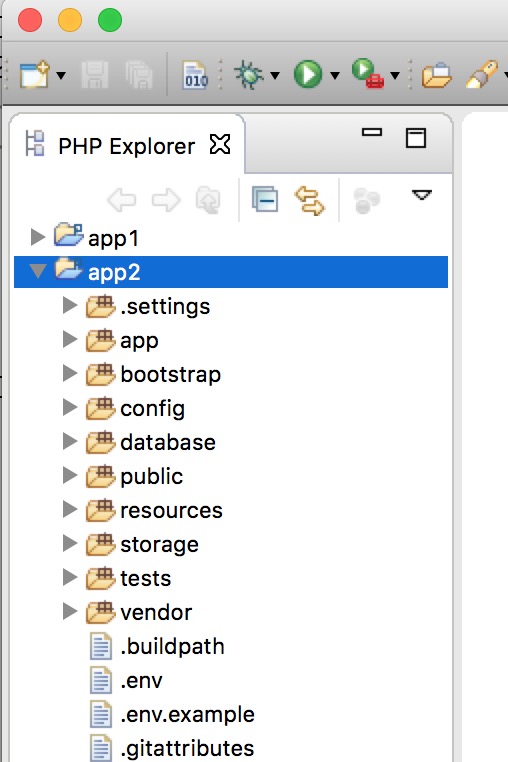 010
PHP Explorer
app1
app2
.settings
app
bootstrap
config
database
public
resources
storage
tests
vendor
.buildpath
.env
.env.example
.gitattributes